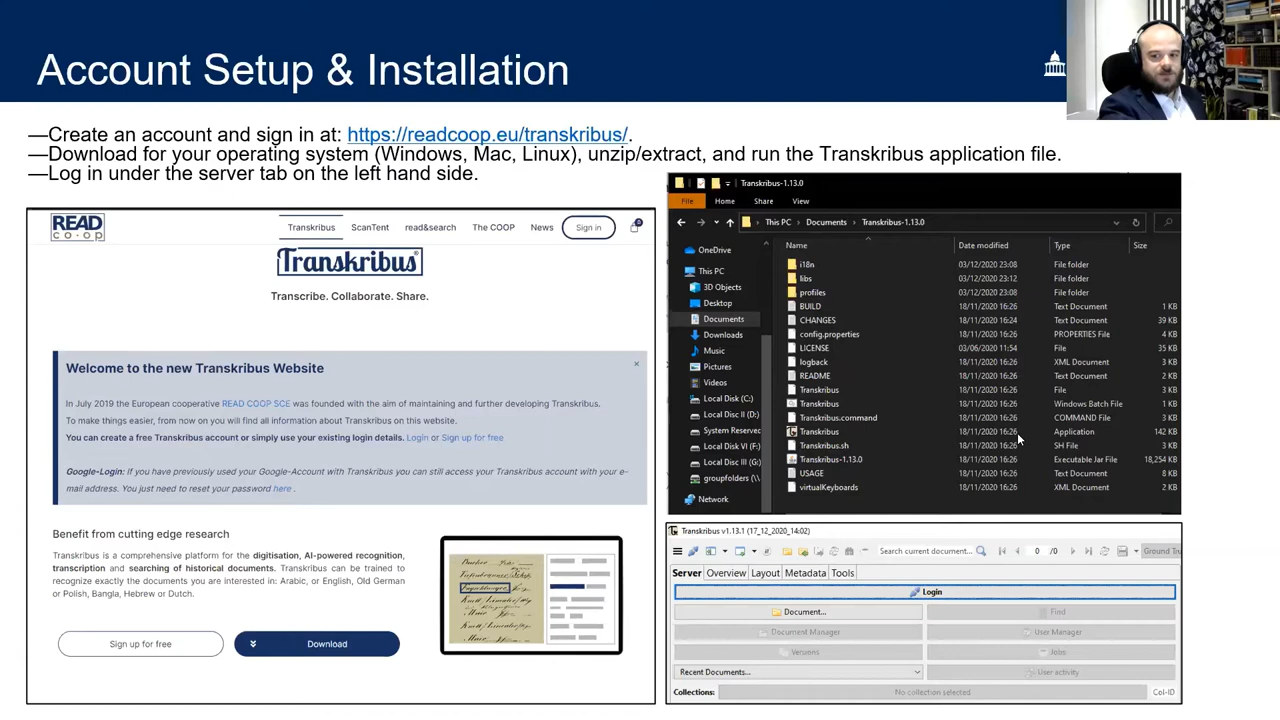 Account Setup & Installation
—Create an account and sign in at: https://readcoop.eu/transkribus/.
—Download for your operating system (Windows, Mac, Linux), unzip/extract, and run the Transkribus application file.
—Log in under the server tab on the left hand side.
READ
co·op
Transkribus ScanTent read&search The COOP News Sign in 0
Transkribus®
Transcribe. Collaborate. Share.
Welcome to the new Transkribus Website ×
In July 2019 the European cooperative READ COOP SCE was founded with the aim of maintaining and further developing Transkribus.
To make things easier, from now on you will find all information about Transkribus on this website.
You can create a free Transkribus account or simply use your existing login details. Login or Sign up for free
Google-Login: If you have previously used your Google-Account with Transkribus you can still access your Transkribus account with your e-
mail address. You just need to reset your password here .
Benefit from cutting edge research
Transkribus is a comprehensive platform for the digitisation, AI-powered recognition,
transcription and searching of historical documents. Transkribus can be trained to
recognize exactly the documents you are interested in: Arabic, or English, Old German
or Polish, Bangla, Hebrew or Dutch.
Sign up for free Download
Transkribus-1.13.0
File Home Share View
This PC Documents Transkribus-1.13.0
OneDrive
This PC
3D Objects
Desktop
Documents
Downloads
Music
Pictures
Videos
Local Disk (C:)
Local Disc II (D:)
System Reserved
Local Disk VI (F:)
Local Disc III (G:)
groupfolders (\\
Network
Name Date modified Type Size
i18n 03/12/2020 23:08 File folder
libs 03/12/2020 23:12 File folder
profiles 03/12/2020 23:08 File folder
BUILD 18/11/2020 16:26 Text Document 1 KB
CHANGES 18/11/2020 16:24 Text Document 39 KB
config.properties 18/11/2020 16:26 PROPERTIES File 4 KB
LICENSE 03/06/2020 11:54 File 35 KB
logback 18/11/2020 16:26 XML Document 3 KB
README 18/11/2020 16:26 Text Document 2 KB
Transkribus 18/11/2020 16:26 File 3 KB
Transkribus 18/11/2020 16:26 Windows Batch File 1 KB
Transkribus.command 18/11/2020 16:26 COMMAND File 3 KB
Transkribus 18/11/2020 16:26 Application 142 KB
Transkribus.sh 18/11/2020 16:26 SH File 3 KB
Transkribus-1.13.0 18/11/2020 16:26 Executable Jar File 18,254 KB
USAGE 18/11/2020 16:26 Text Document 8 KB
virtualKeyboards 18/11/2020 16:26 XML Document 2 KB
Transkribus v1.13.1 (17_12_2020_14:02)
Search current document... 0 /0 Ground Tru
Server Overview Layout Metadata Tools
Login
Document... Find
Document Manager User Manager
Versions Jobs
Recent Documents... User activity
Collections: No collection selected Col-ID